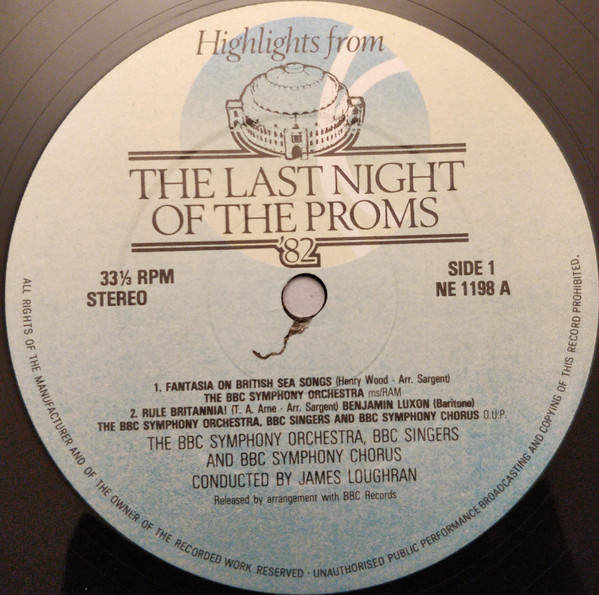 Highlights from
THE LAST NIGHT
OF THE PROMS
'82
33⅓ RPM
STEREO
SIDE 1
NE 1198 A
1. FANTASIA ON BRITISH SEA SONGS (Henry Wood - Arr. Sargent)
THE BBC SYMPHONY ORCHESTRA ms/RAM
2. RULE BRITANNIA! (T. A. Arne - Arr. Sargent) BENJAMIN LUXON (Baritone)
THE BBC SYMPHONY ORCHESTRA, BBC SINGERS AND BBC SYMPHONY CHORUS O.U.P.
THE BBC SYMPHONY ORCHESTRA, BBC SINGERS
AND BBC SYMPHONY CHORUS
CONDUCTED BY JAMES LOUGHRAN
Released by arrangement with BBC Records
ALL RIGHTS OF THE MANUFACTURER AND OF THE OWNER OF THE RECORDED WORK RESERVED · UNAUTHORISED PUBLIC PERFORMANCE BROADCASTING AND COPYING OF THIS RECORD PROHIBITED.